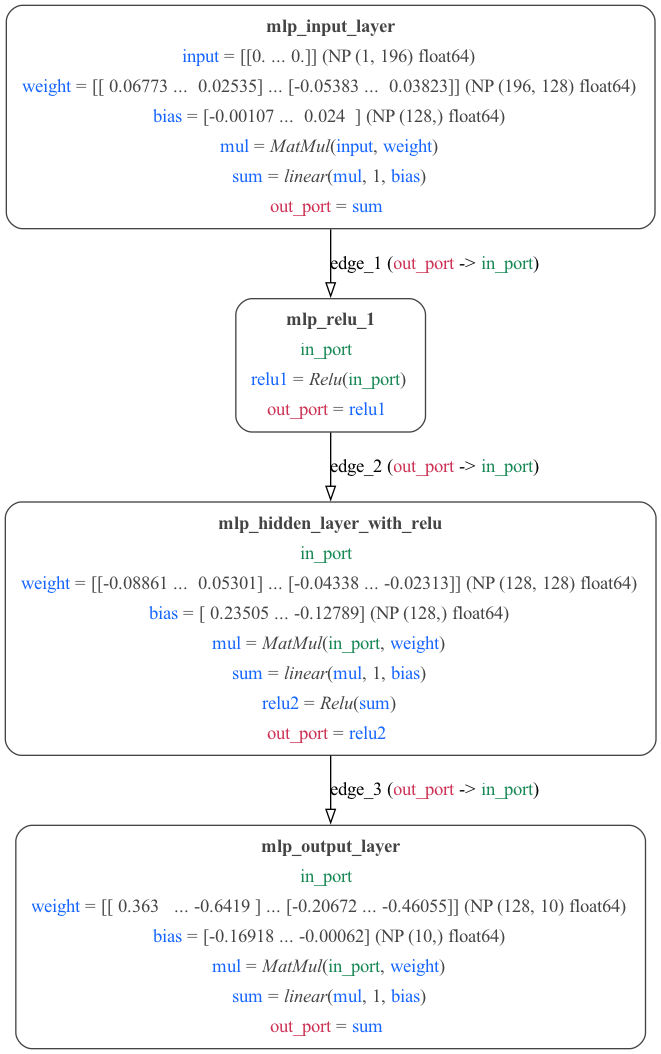 mlp_input_layer
input = [[0. ... 0.]] (NP (1, 196) float64)
weight = [[ 0.06773 ...  0.02535] ... [-0.05383 ...  0.03823]] (NP (196, 128) float64)
bias = [-0.00107 ...  0.024  ] (NP (128,) float64)
mul = MatMul(input, weight)
sum = linear(mul, 1, bias)
out_port = sum
edge_1 (out_port -> in_port)
mlp_relu_1
in_port
relu1 = Relu(in_port)
out_port = relu1
edge_2 (out_port -> in_port)
mlp_hidden_layer_with_relu
in_port
weight = [[-0.08861 ...  0.05301] ... [-0.04338 ... -0.02313]] (NP (128, 128) float64)
bias = [ 0.23505 ... -0.12789] (NP (128,) float64)
mul = MatMul(in_port, weight)
sum = linear(mul, 1, bias)
relu2 = Relu(sum)
out_port = relu2
edge_3 (out_port -> in_port)
mlp_output_layer
in_port
weight = [[ 0.363   ... -0.6419 ] ... [-0.20672 ... -0.46055]] (NP (128, 10) float64)
bias = [-0.16918 ... -0.00062] (NP (10,) float64)
mul = MatMul(in_port, weight)
sum = linear(mul, 1, bias)
out_port = sum